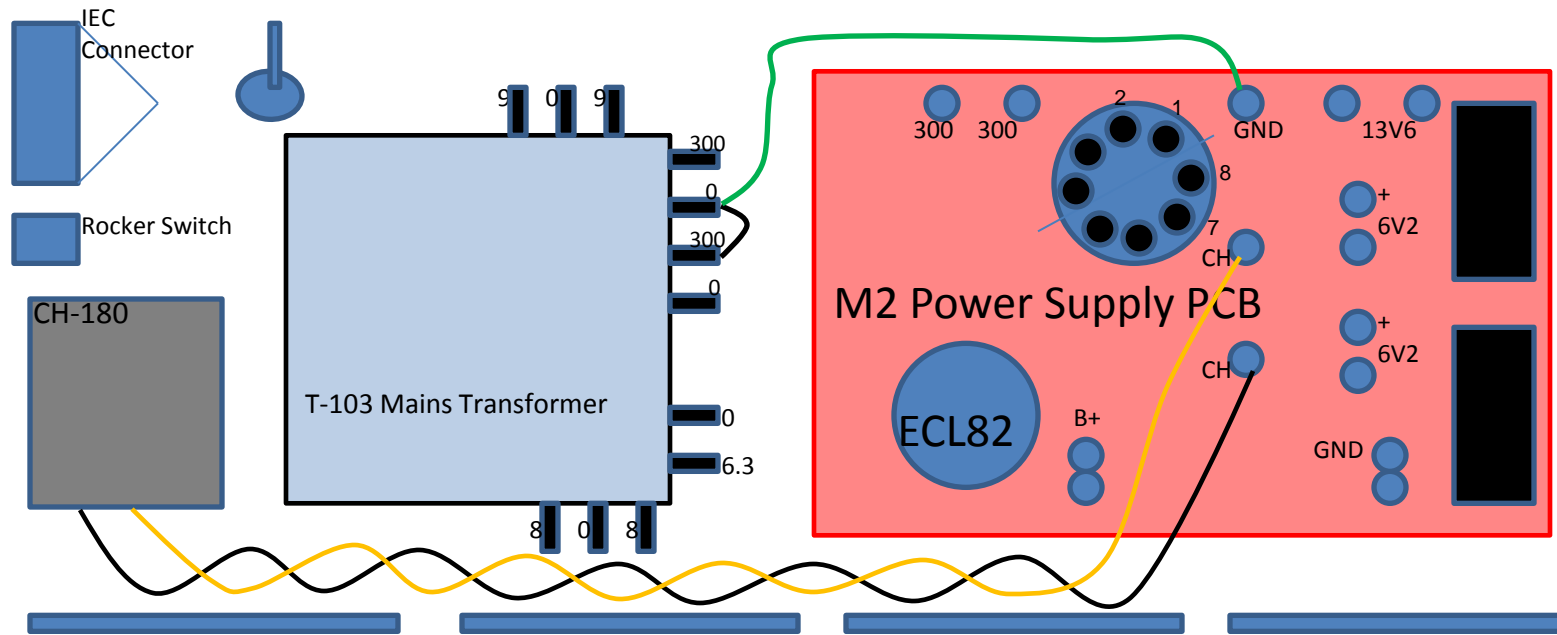 IEC
Connector
9 0 9
2
1
300
300 300
GND
13V6
8
0
+
6V2
Rocker Switch
7
300
CH
0
CH-180
M2 Power Supply PCB
+
6V2
CH
T-103 Mains Transformer
0
B+
ECL82
GND
6.3
8 0 8